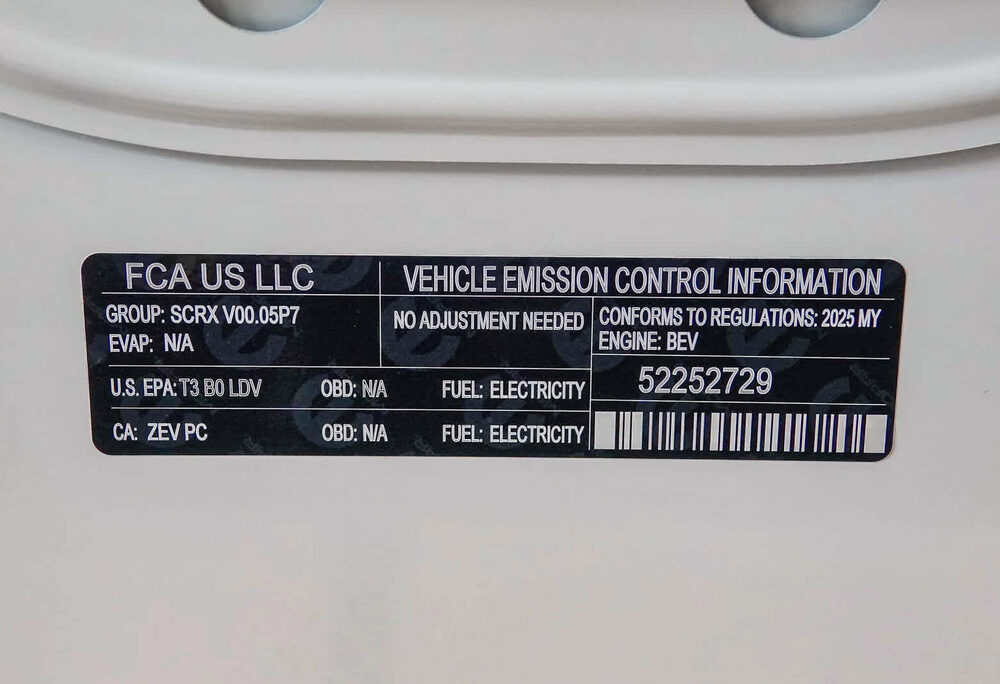 FCA US LLC
VEHICLE EMISSION CONTROL INFORMATION
GROUP: SCRX V00.05P7
EVAP: N/A
NO ADJUSTMENT NEEDED
CONFORMS TO REGULATIONS: 2025 MY
ENGINE: BEV
U.S. EPA: T3 B0 LDV OBD: N/A FUEL: ELECTRICITY
52252729
CA: ZEV PC OBD: N/A FUEL: ELECTRICITY